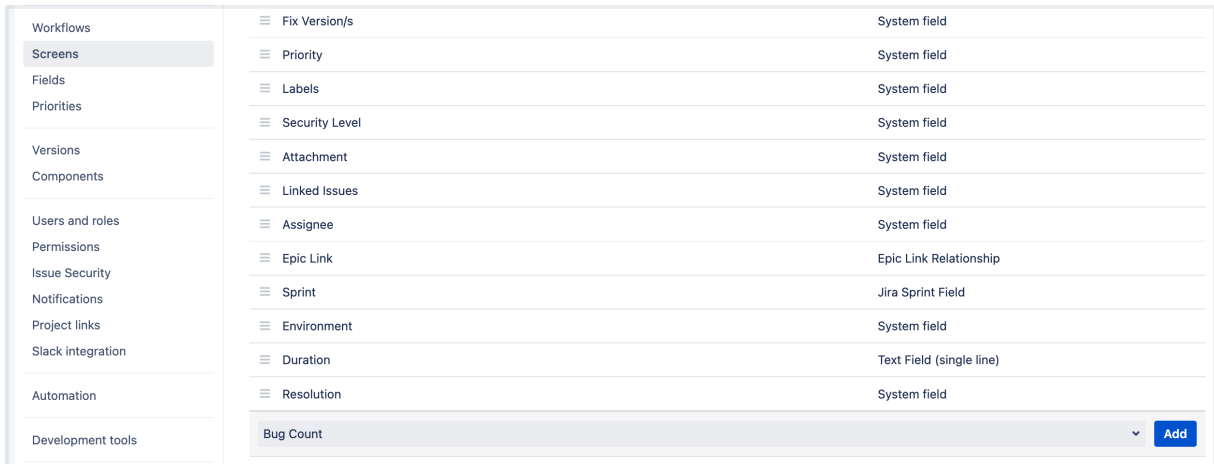 Workflows
Screens
Fields
Priorities
Versions
Components
Users and roles
Permissions
Issue Security
Notifications
Project links
Slack integration
Automation
Development tools
Fix Version/s System field
Priority System field
Labels System field
Security Level System field
Attachment System field
Linked Issues System field
Assignee System field
Epic Link Epic Link Relationship
Sprint Jira Sprint Field
Environment System field
Duration Text Field (single line)
Resolution System field
Bug Count Add